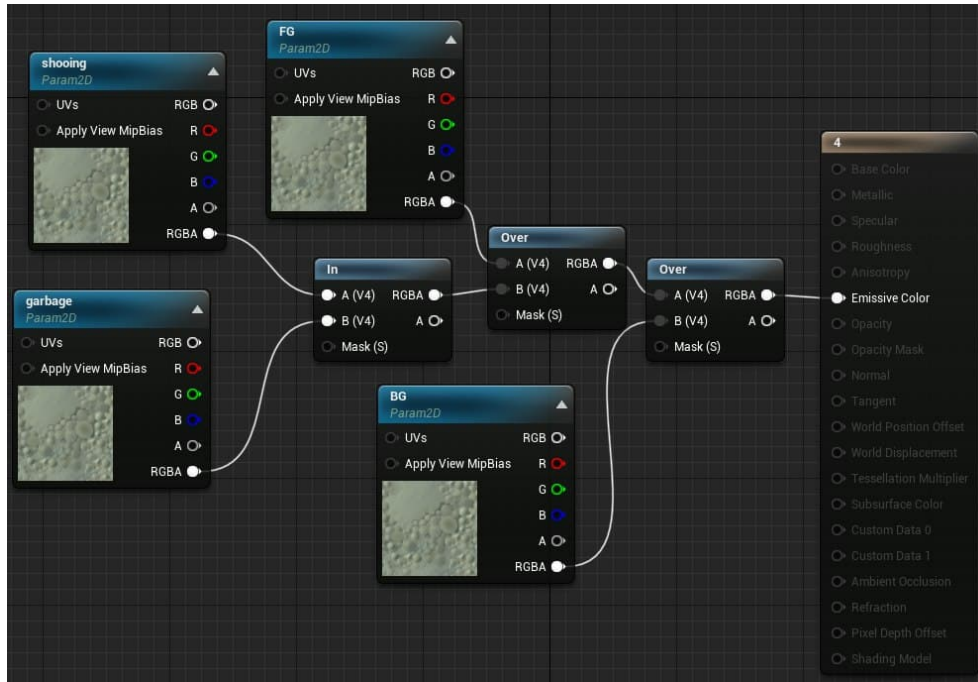 shooing
Param2D
UVs RGB
Apply View MipBias R
G
B
A
RGBA
FG
Param2D
UVs RGB
Apply View MipBias R
G
B
A
RGBA
garbage
Param2D
UVs RGB
Apply View MipBias R
G
B
A
RGBA
In
A (V4) RGBA
B (V4) A
Mask (S)
Over
A (V4) RGBA
B (V4) A
Mask (S)
BG
Param2D
UVs RGB
Apply View MipBias R
G
B
A
RGBA
Over
A (V4) RGBA
B (V4) A
Mask (S)
4
Base Color
Metallic
Specular
Roughness
Anisotropy
Emissive Color
Opacity
Opacity Mask
Normal
Tangent
World Position Offset
World Displacement
Tessellation Multiplier
Subsurface Color
Custom Data 0
Custom Data 1
Ambient Occlusion
Refraction
Pixel Depth Offset
Shading Model